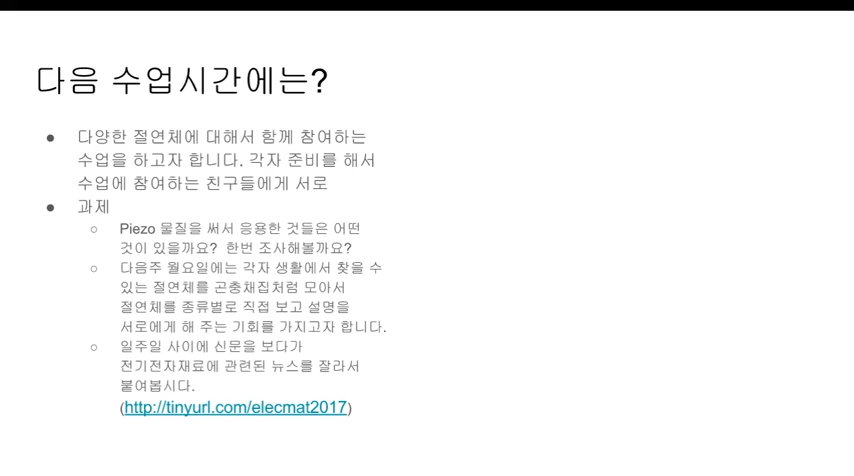 다음 수업시간에는?
● 다양한 절연체에 대해서 함께 참여하는
수업을 하고자 합니다. 각자 준비를 해서
수업에 참여하는 친구들에게 서로
● 과제
○ Piezo 물질을 써서 응용한 것들은 어떤
것이 있을까요? 한번 조사해볼까요?
○ 다음주 월요일에는 각자 생활에서 찾을 수
있는 절연체를 곤충채집처럼 모아서
절연체를 종류별로 직접 보고 설명을
서로에게 해 주는 기회를 가지고자 합니다.
○ 일주일 사이에 신문을 보다가
전기전자재료에 관련된 뉴스를 잘라서
붙여봅시다.
(http://tinyurl.com/elecmat2017)